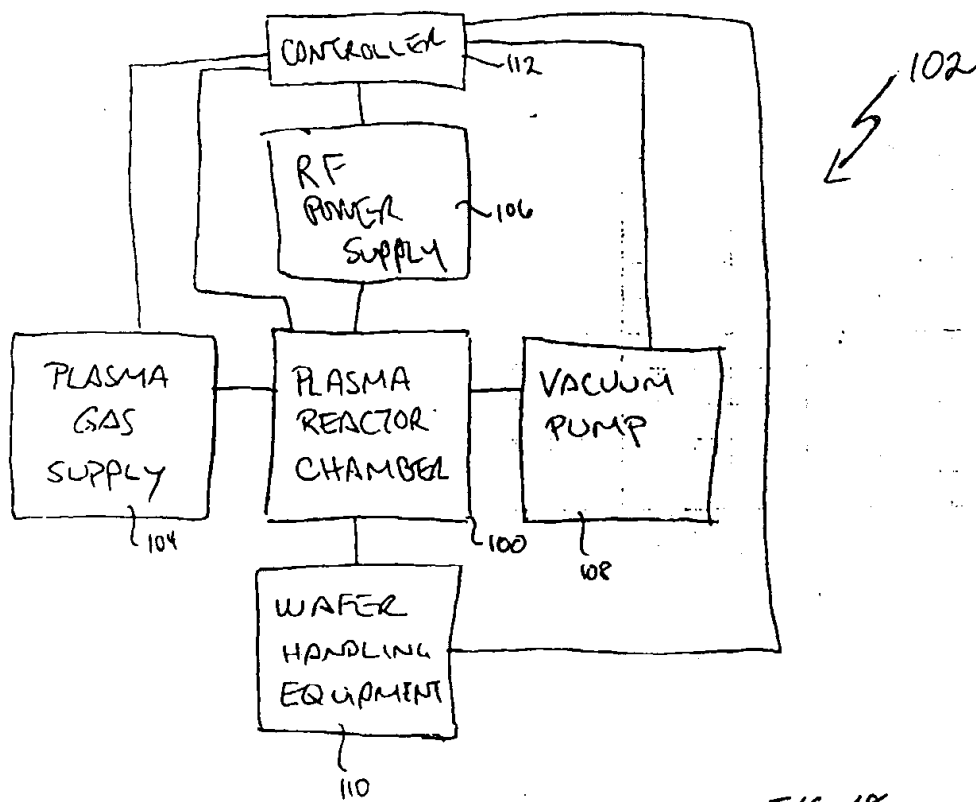 CONTROLLER
112
102
RF
POWER
SUPPLY
106
PLASMA
GAS
SUPPLY
104
PLASMA
REACTOR
CHAMBER
100
VACUUM
PUMP
108
WAFER
HANDLING
EQUIPMENT
110